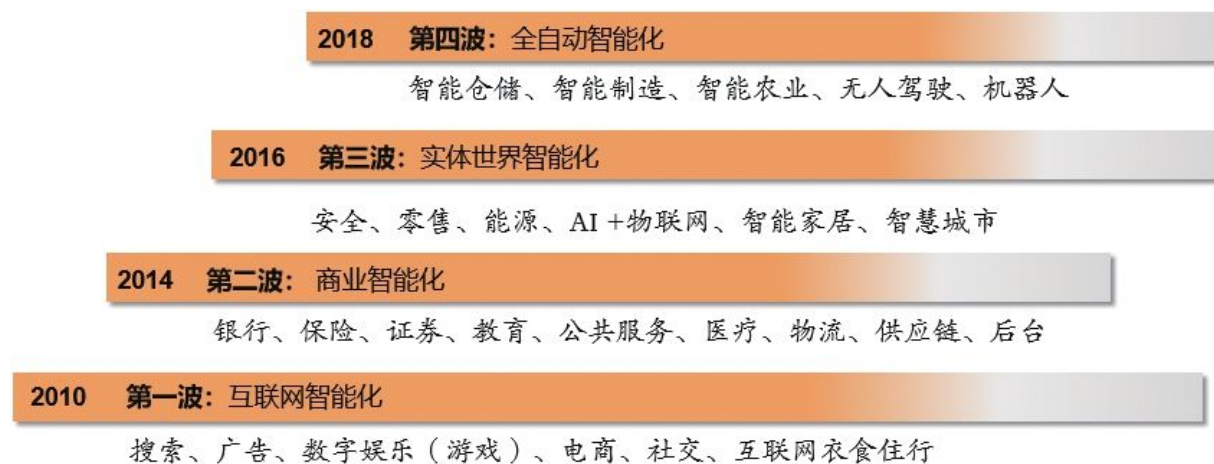 2018 第四波：全自动智能化
智能仓储、智能制造、智能农业、无人驾驶、机器人
2016 第三波：实体世界智能化
安全、零售、能源、AI +物联网、智能家居、智慧城市
2014 第二波： 商业智能化
银行、保险、证券、教育、公共服务、医疗、物流、供应链、后台
2010 第一波：互联网智能化
搜索、广告、数字娱乐（游戏）、电商、社交、互联网衣食住行